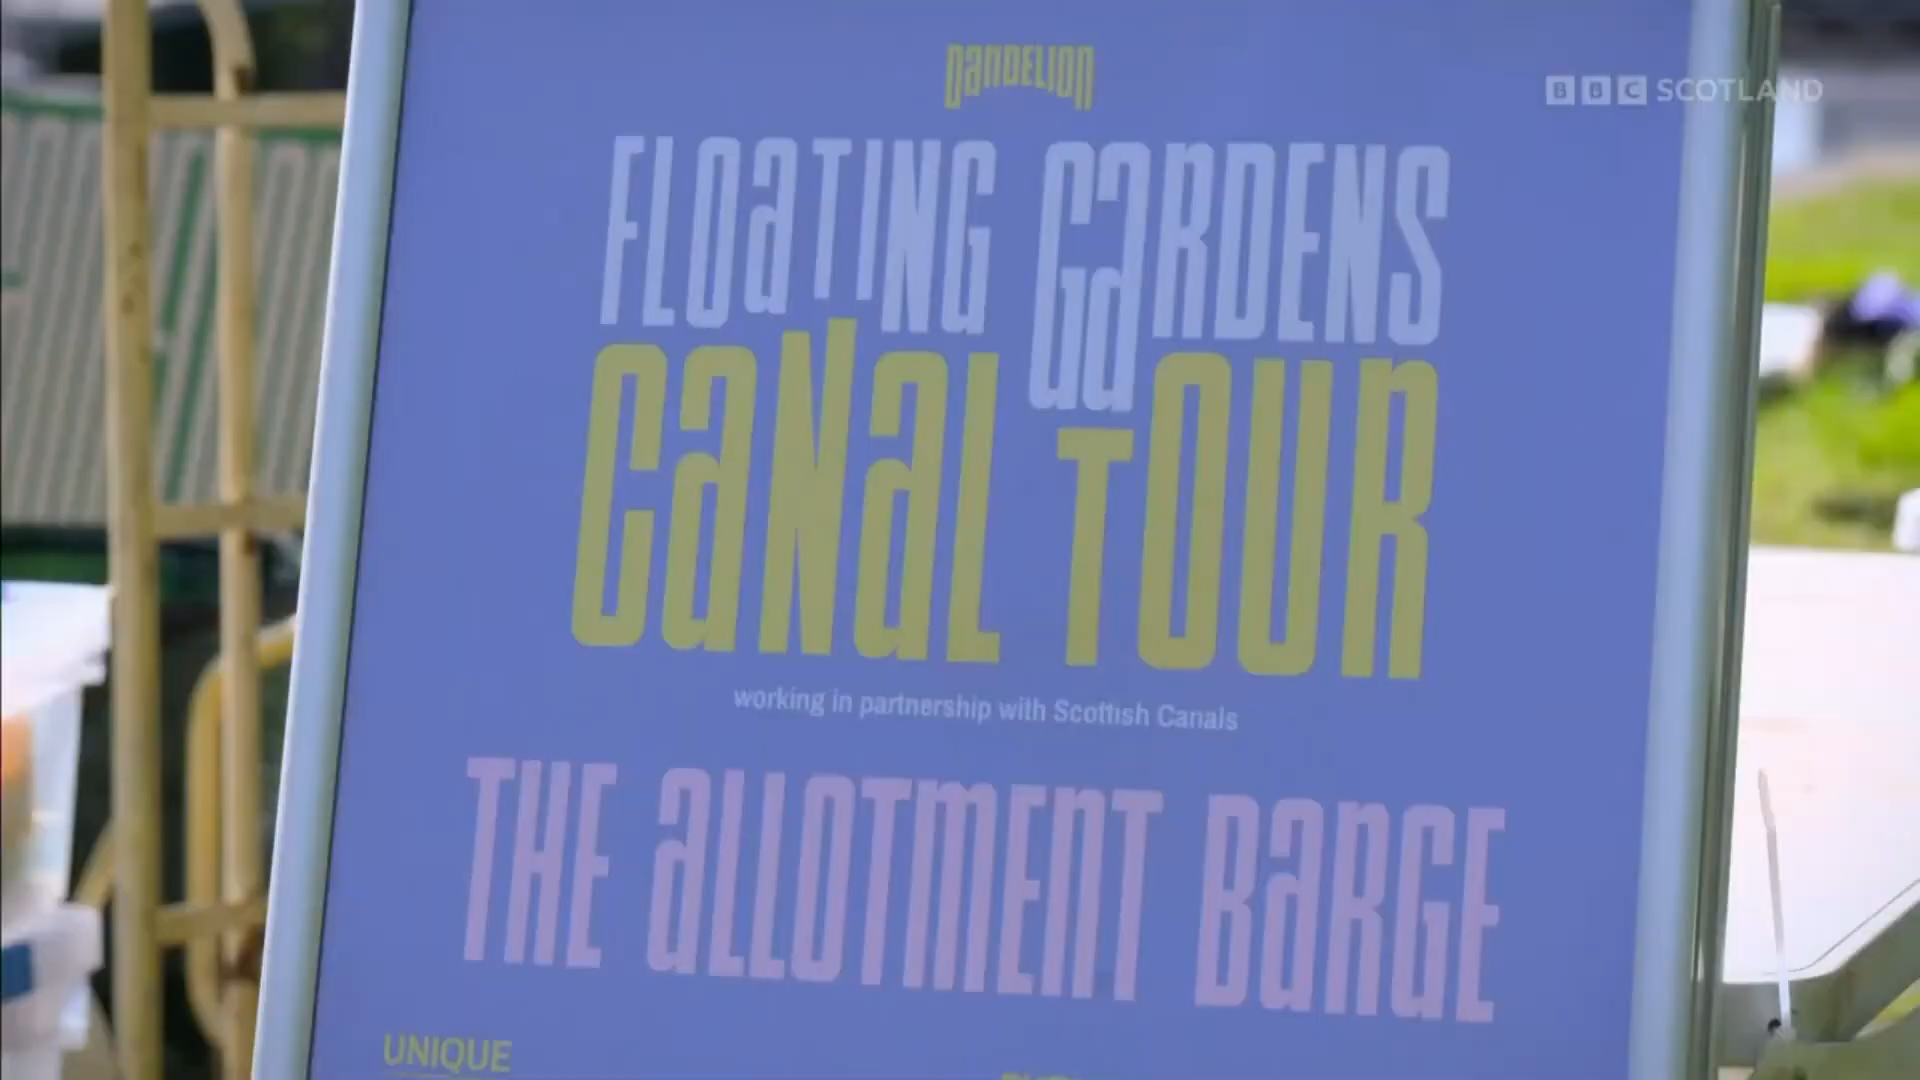 DANDELION
BBC SCOTLAND
FLOATING GARDENS
CANAL TOUR
working in partnership with Scottish Canals
THE ALLOTMENT BARGE
UNIQUE